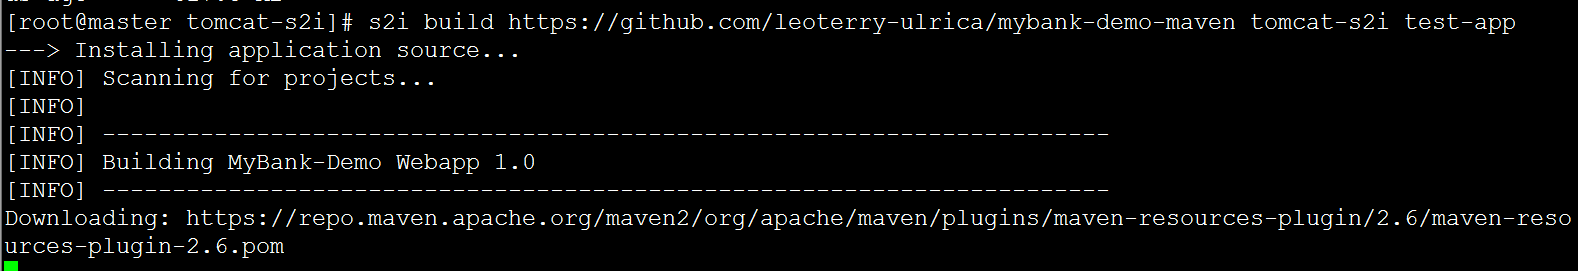 [root@master tomcat-s2i]# s2i build https://github.com/leoterry-ulrica/mybank-demo-maven tomcat-s2i test-app
---> Installing application source...
[INFO] Scanning for projects...
[INFO]
[INFO] ------------------------------------------------------------------------
[INFO] Building MyBank-Demo Webapp 1.0
[INFO] ------------------------------------------------------------------------
Downloading: https://repo.maven.apache.org/maven2/org/apache/maven/plugins/maven-resources-plugin/2.6/maven-reso
urces-plugin-2.6.pom